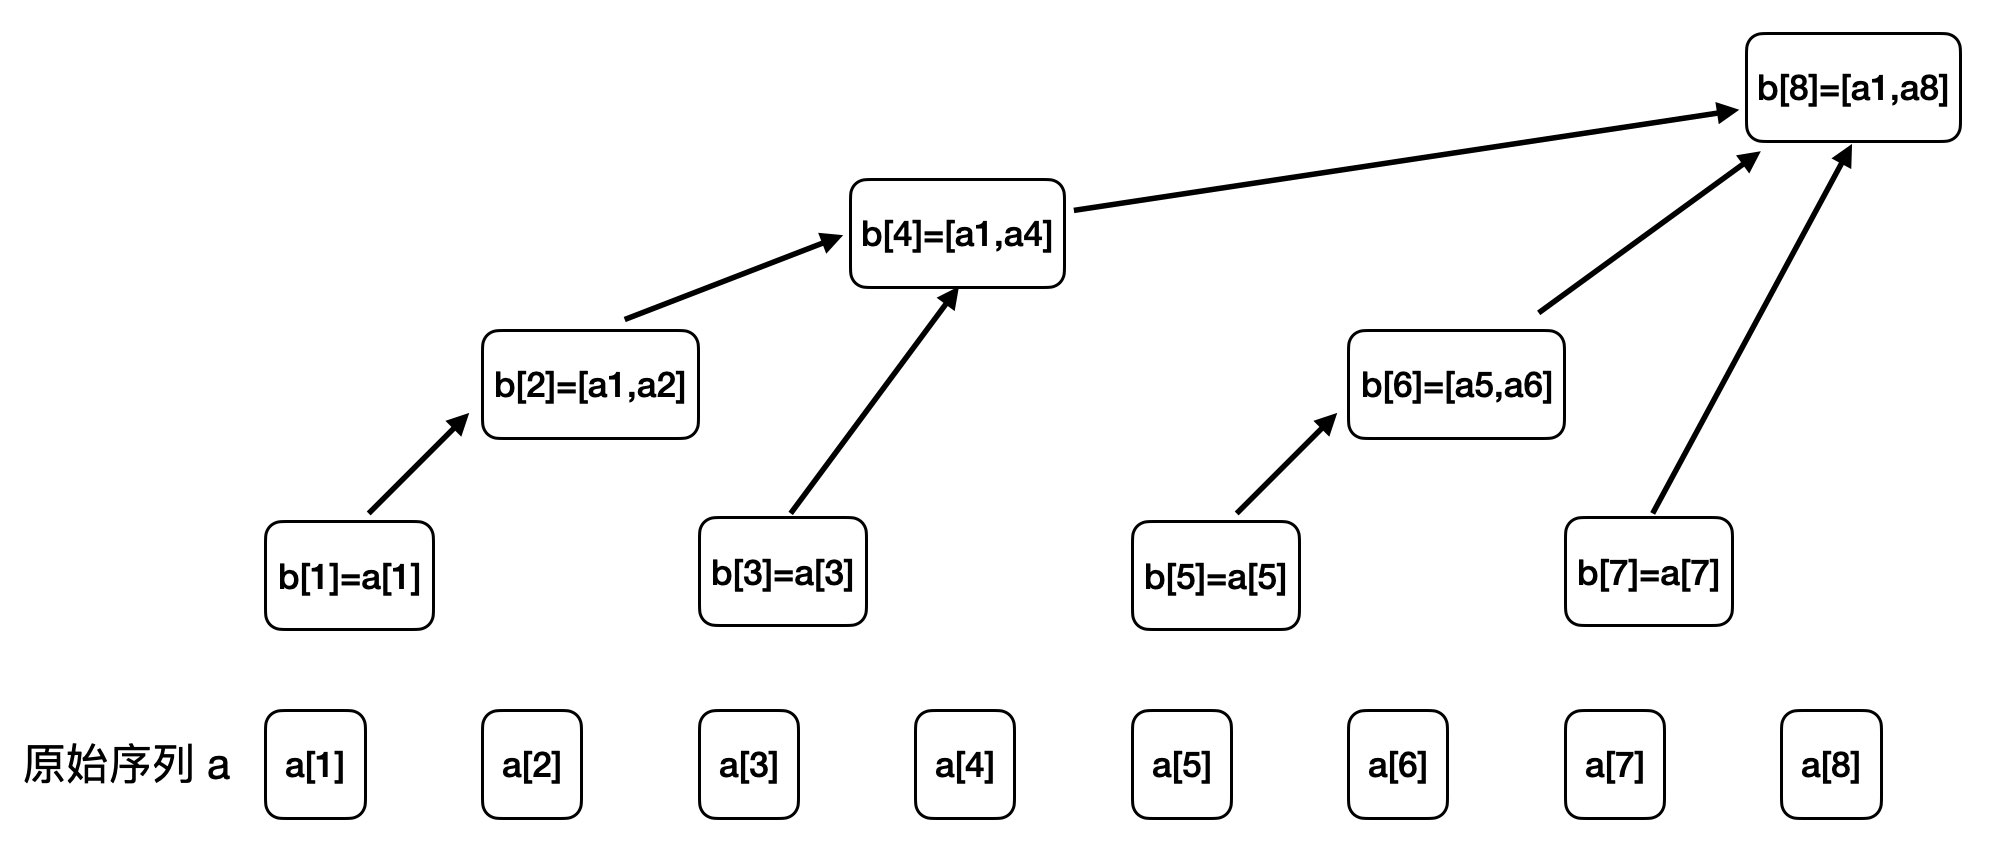 b[8]=[a1,a8]
b[4]=[a1,a4]
b[2]=[a1,a2]
b[6]=[a5,a6]
b[1]=a[1]
b[3]=a[3]
b[5]=a[5]
b[7]=a[7]
原始序列 a
a[1]
a[2]
a[3]
a[4]
a[5]
a[6]
a[7]
a[8]